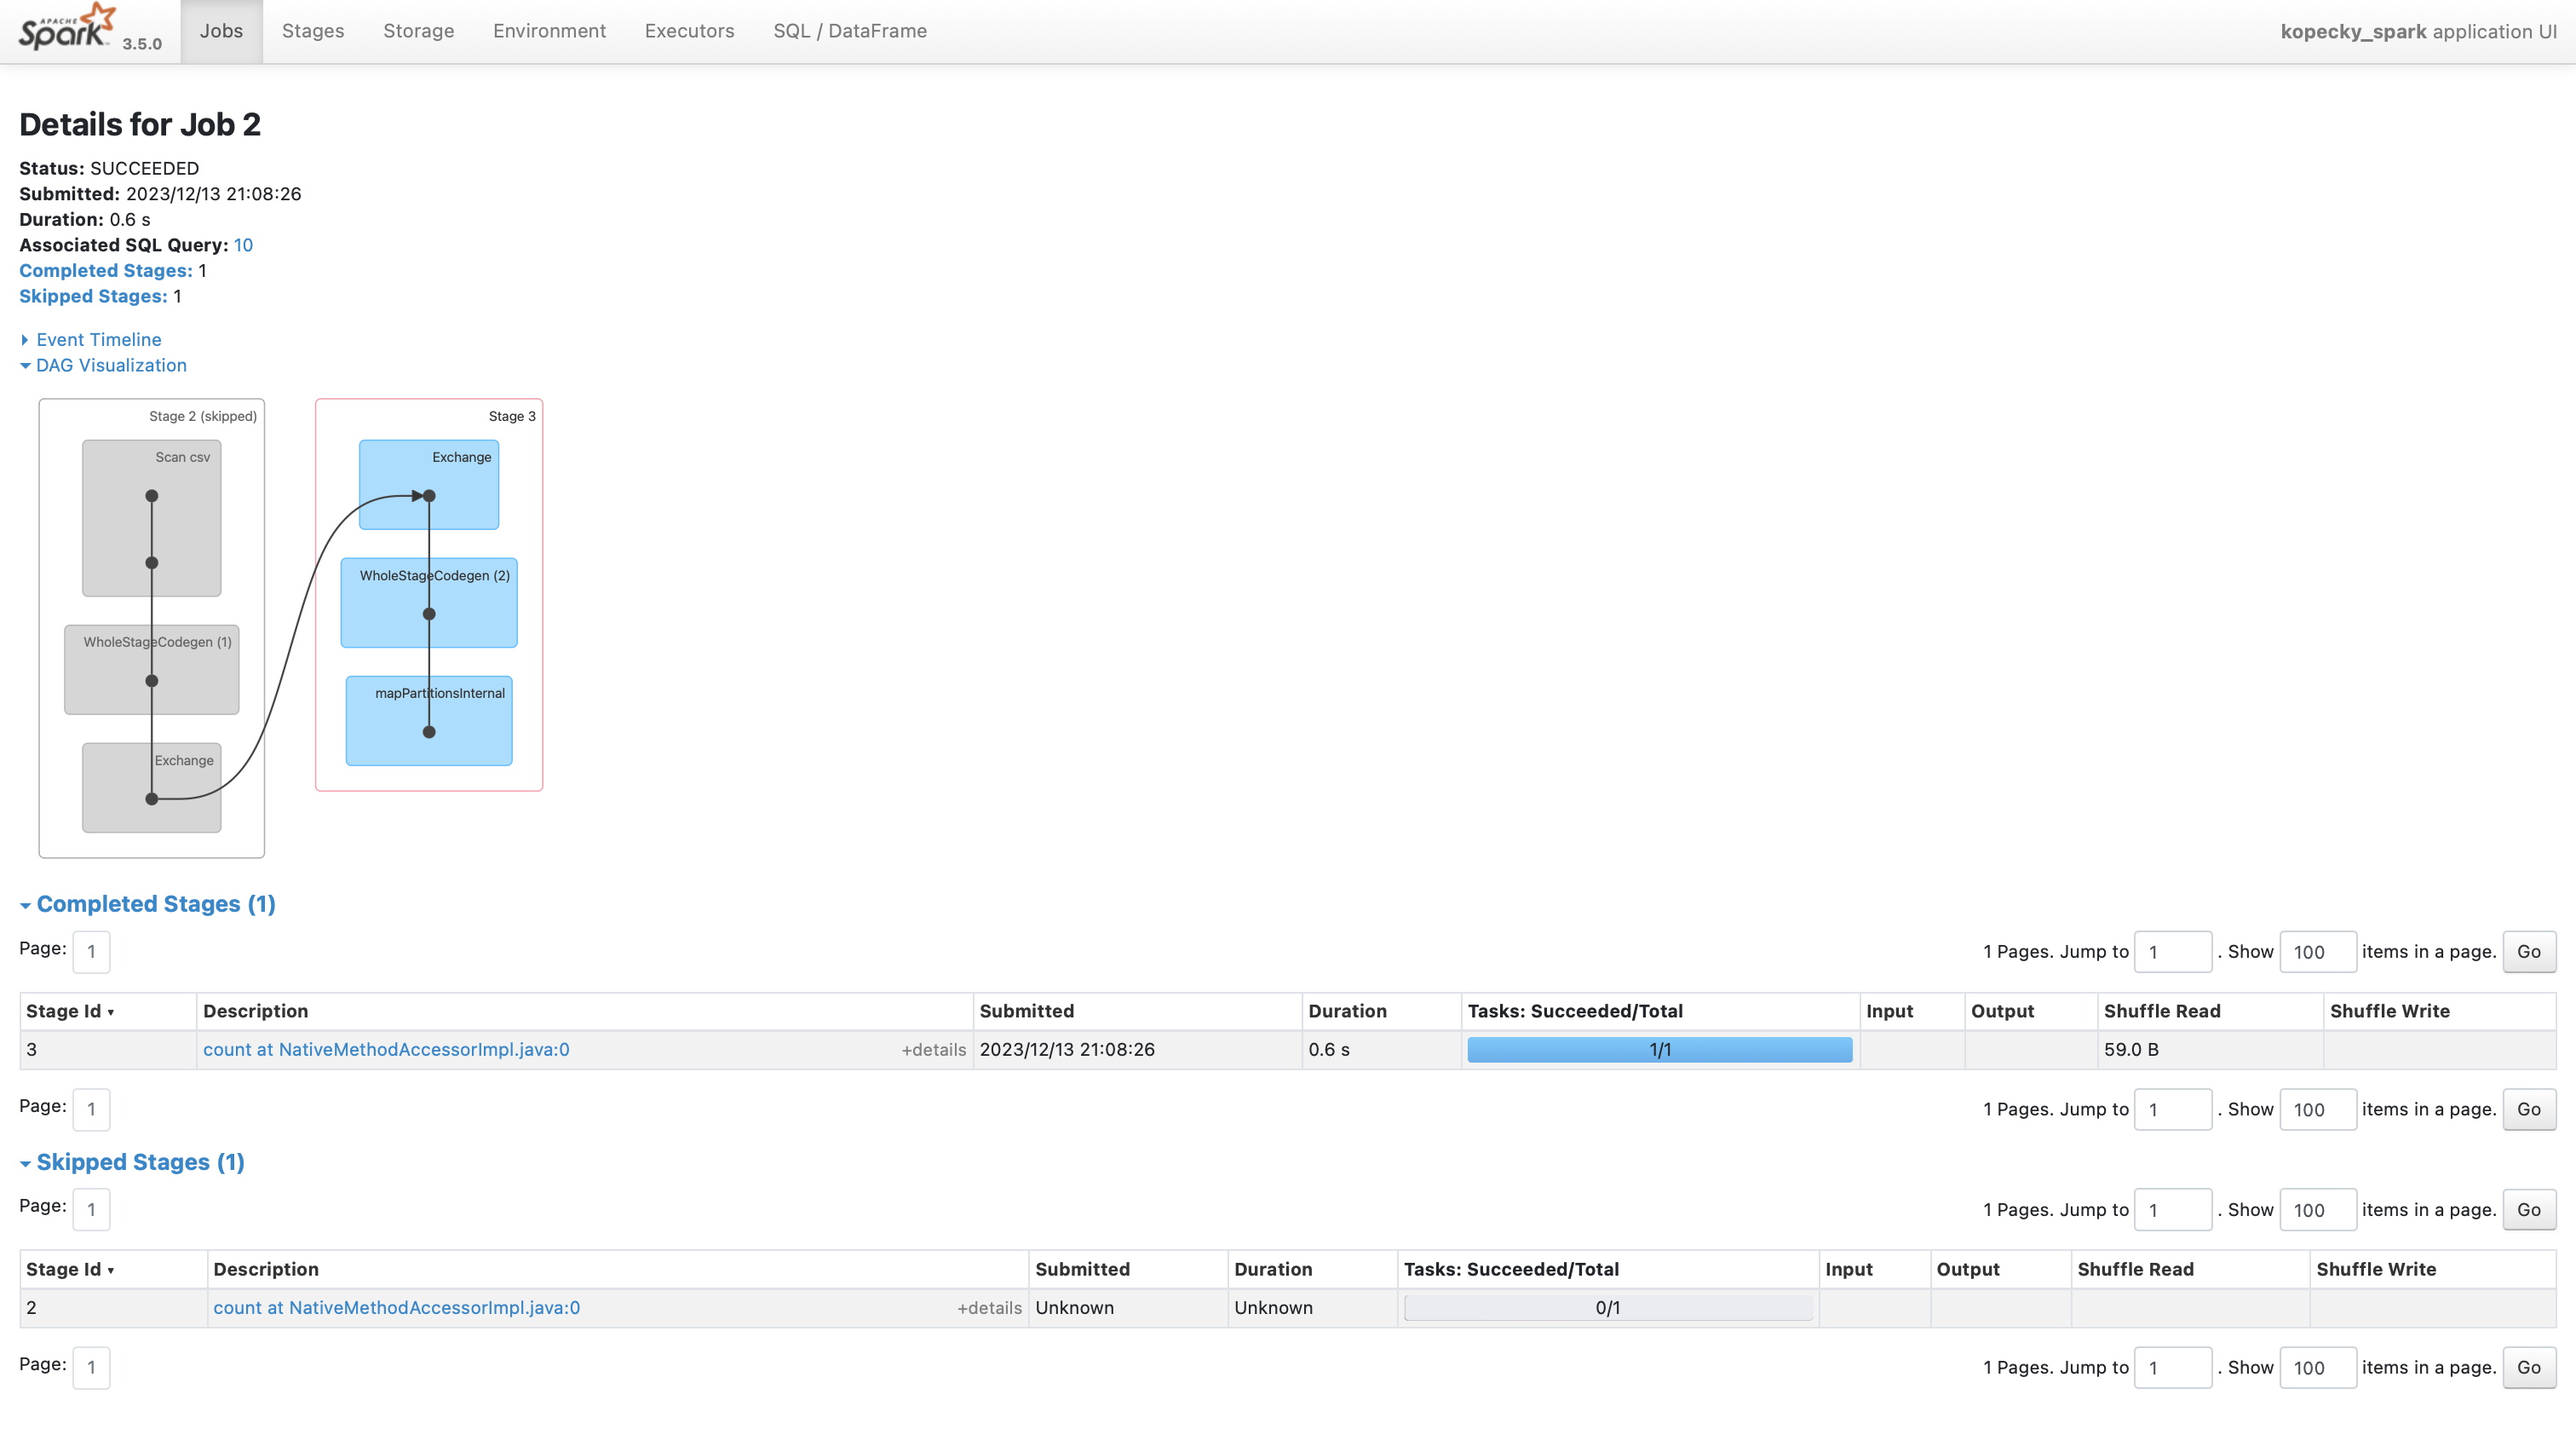 APACHE Spark 3.5.0 Jobs Stages Storage Environment Executors SQL / DataFrame kopecky_spark application UI
Details for Job 2
Status: SUCCEEDED
Submitted: 2023/12/13 21:08:26
Duration: 0.6 s
Associated SQL Query: 10
Completed Stages: 1
Skipped Stages: 1
Event Timeline
DAG Visualization
Stage 2 (skipped)
Scan csv
WholeStageCodegen (1)
Exchange
Stage 3
Exchange
WholeStageCodegen (2)
mapPartitionsInternal
Completed Stages (1)
Page: 1 1 Pages. Jump to 1 . Show 100 items in a page. Go
Stage Id ▾ Description Submitted Duration Tasks: Succeeded/Total Input Output Shuffle Read Shuffle Write
3 count at NativeMethodAccessorImpl.java:0 +details 2023/12/13 21:08:26 0.6 s 1/1 59.0 B
Page: 1 1 Pages. Jump to 1 . Show 100 items in a page. Go
Skipped Stages (1)
Page: 1 1 Pages. Jump to 1 . Show 100 items in a page. Go
Stage Id ▾ Description Submitted Duration Tasks: Succeeded/Total Input Output Shuffle Read Shuffle Write
2 count at NativeMethodAccessorImpl.java:0 +details Unknown Unknown 0/1
Page: 1 1 Pages. Jump to 1 . Show 100 items in a page. Go